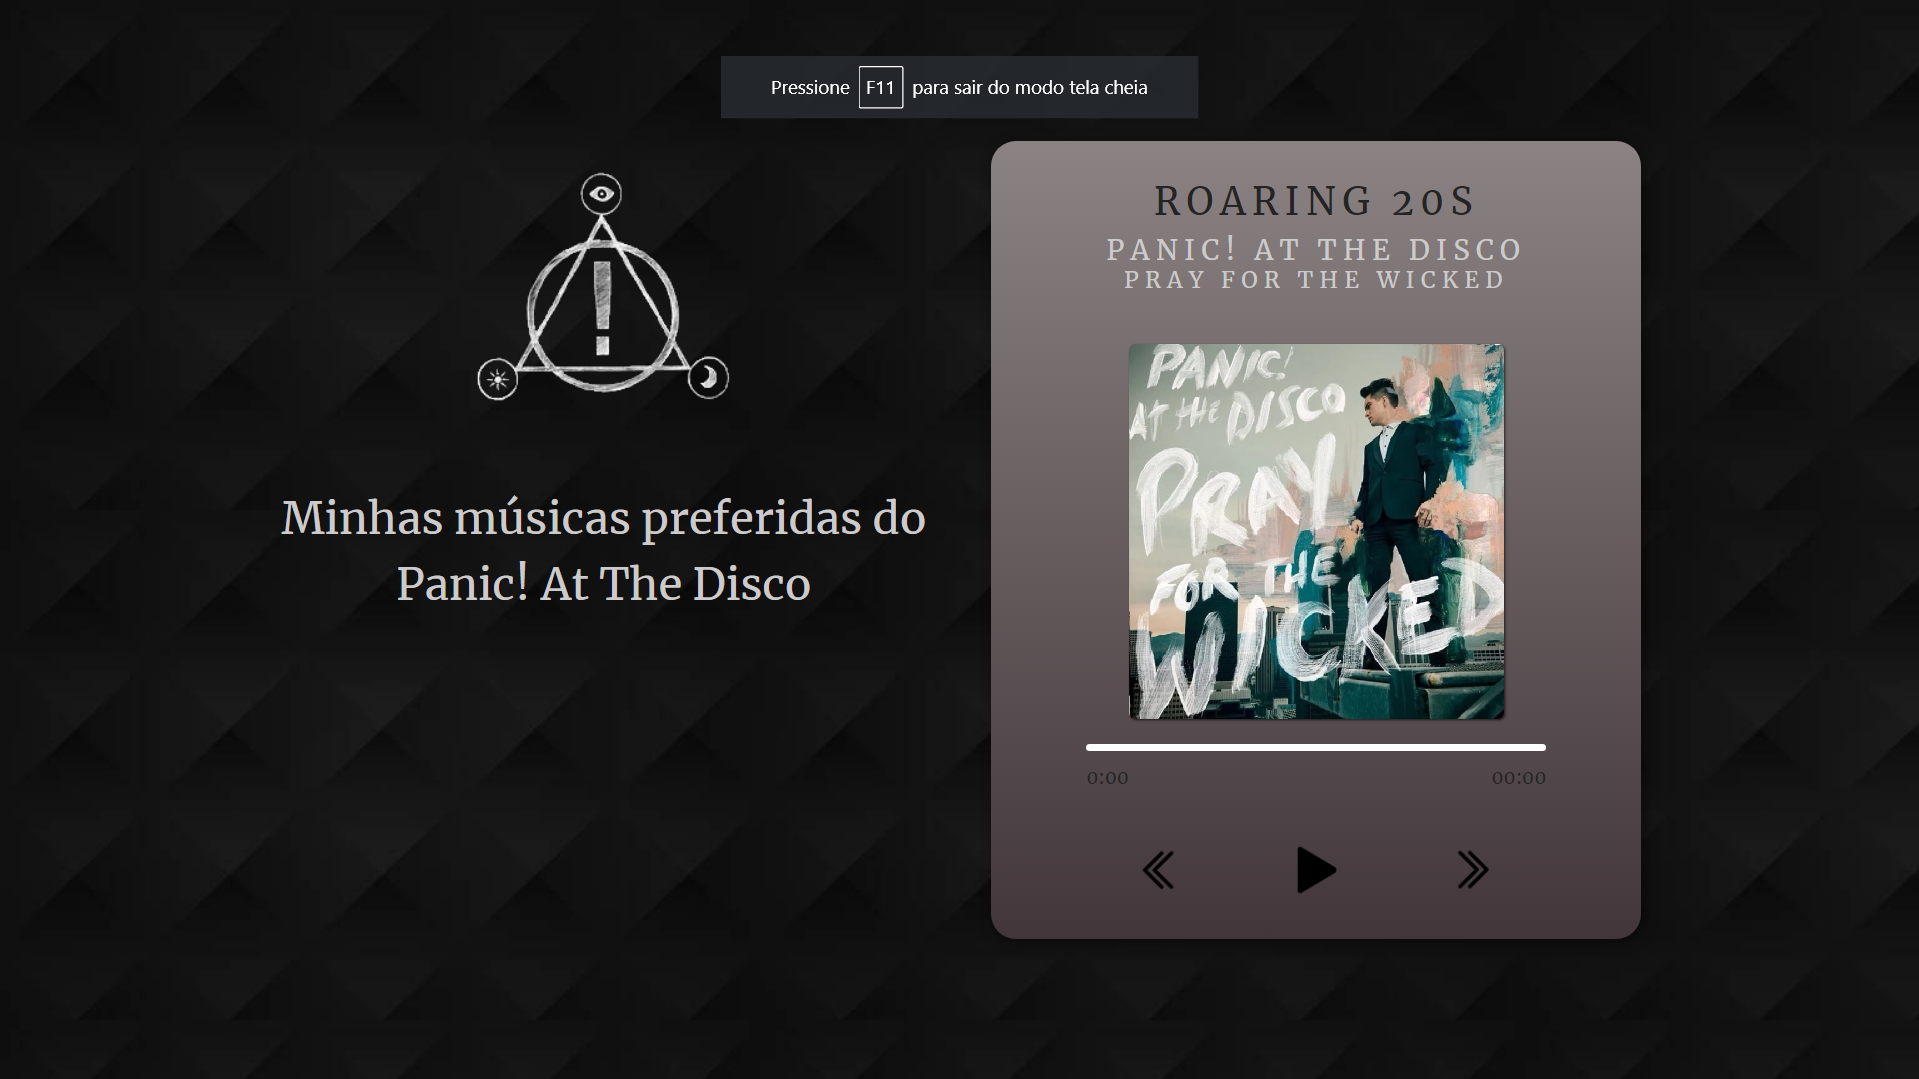 Pressione F11 para sair do modo tela cheia
Minhas músicas preferidas do
Panic! At The Disco
ROARING 20S
PANIC! AT THE DISCO
PRAY FOR THE WICKED
PANIC!
AT THE DISCO
PRAY
FOR THE
WICKED
0:00 00:00